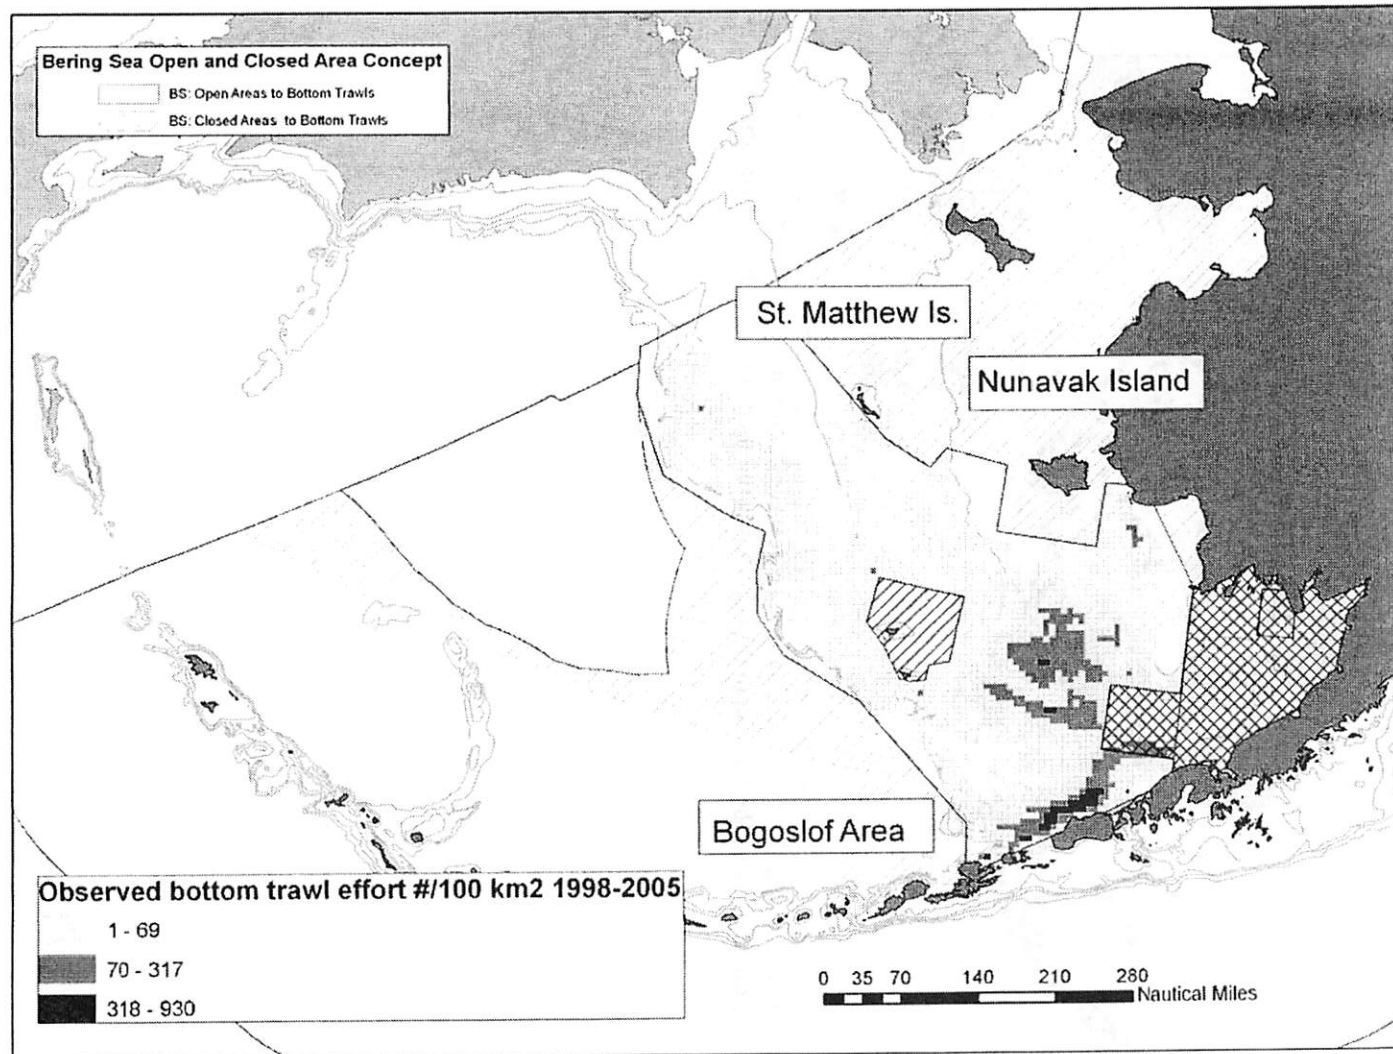 Bering Sea Open and Closed Area Concept
BS: Open Areas to Bottom Trawls
BS: Closed Areas to Bottom Trawls
St. Matthew Is.
Nunavak Island
Bogoslof Area
Observed bottom trawl effort #/100 km2 1998-2005
1 - 69
70 - 317
318 - 930
0 35 70 140 210 280
Nautical Miles